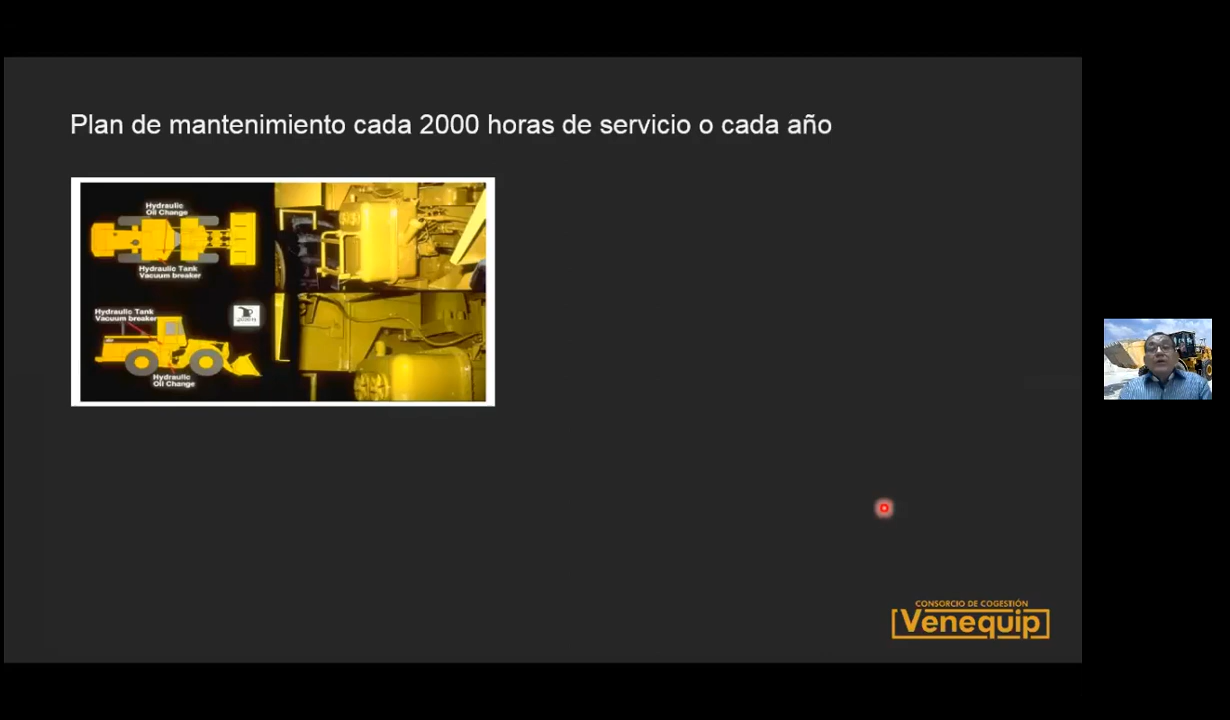 Plan de mantenimiento cada 2000 horas de servicio o cada año
Hydraulic
Oil Change
Hydraulic Tank
Vacuum breaker
Hydraulic Tank
Vacuum breaker
Hydraulic
Oil Change
CONSORCIO DE COGESTIÓN
Venequip